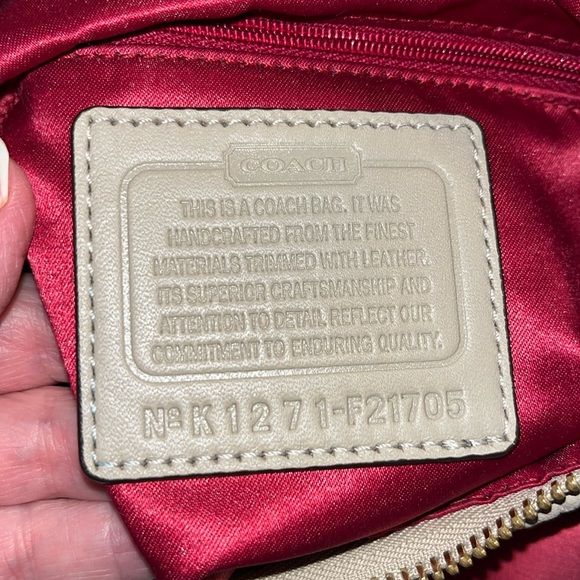 COACH
THIS IS A COACH BAG. IT WAS
HANDCRAFTED FROM THE FINEST
MATERIALS TRIMMED WITH LEATHER.
ITS SUPERIOR CRAFTSMANSHIP AND
ATTENTION TO DETAIL REFLECT OUR
COMMITMENT TO ENDURING QUALITY.
Nº K1271-F21705